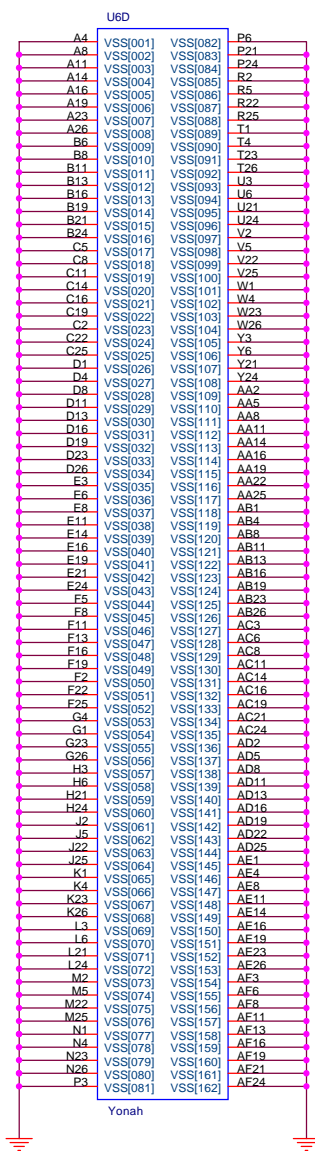 U6D
A4 VSS[001] VSS[082] P6
A8 VSS[002] VSS[083] P21
A11 VSS[003] VSS[084] P24
A14 VSS[004] VSS[085] R2
A16 VSS[005] VSS[086] R5
A19 VSS[006] VSS[087] R22
A23 VSS[007] VSS[088] R25
A26 VSS[008] VSS[089] T1
B6 VSS[009] VSS[090] T4
B8 VSS[010] VSS[091] T23
B11 VSS[011] VSS[092] T26
B13 VSS[012] VSS[093] U3
B16 VSS[013] VSS[094] U6
B19 VSS[014] VSS[095] U21
B21 VSS[015] VSS[096] U24
B24 VSS[016] VSS[097] V2
C5 VSS[017] VSS[098] V5
C8 VSS[018] VSS[099] V22
C11 VSS[019] VSS[100] V25
C14 VSS[020] VSS[101] W1
C16 VSS[021] VSS[102] W4
C19 VSS[022] VSS[103] W23
C2 VSS[023] VSS[104] W26
C22 VSS[024] VSS[105] Y3
C25 VSS[025] VSS[106] Y6
D1 VSS[026] VSS[107] Y21
D4 VSS[027] VSS[108] Y24
D8 VSS[028] VSS[109] AA2
D11 VSS[029] VSS[110] AA5
D13 VSS[030] VSS[111] AA8
D16 VSS[031] VSS[112] AA11
D19 VSS[032] VSS[113] AA14
D23 VSS[033] VSS[114] AA16
D26 VSS[034] VSS[115] AA19
E3 VSS[035] VSS[116] AA22
E6 VSS[036] VSS[117] AA25
E8 VSS[037] VSS[118] AB1
E11 VSS[038] VSS[119] AB4
E14 VSS[039] VSS[120] AB8
E16 VSS[040] VSS[121] AB11
E19 VSS[041] VSS[122] AB13
E21 VSS[042] VSS[123] AB16
E24 VSS[043] VSS[124] AB19
F5 VSS[044] VSS[125] AB23
F8 VSS[045] VSS[126] AB26
F11 VSS[046] VSS[127] AC3
F13 VSS[047] VSS[128] AC6
F16 VSS[048] VSS[129] AC8
F19 VSS[049] VSS[130] AC11
F2 VSS[050] VSS[131] AC14
F22 VSS[051] VSS[132] AC16
F25 VSS[052] VSS[133] AC19
G4 VSS[053] VSS[134] AC21
G1 VSS[054] VSS[135] AC24
G23 VSS[055] VSS[136] AD2
G26 VSS[056] VSS[137] AD5
H3 VSS[057] VSS[138] AD8
H6 VSS[058] VSS[139] AD11
H21 VSS[059] VSS[140] AD13
H24 VSS[060] VSS[141] AD16
J2 VSS[061] VSS[142] AD19
J5 VSS[062] VSS[143] AD22
J22 VSS[063] VSS[144] AD25
J25 VSS[064] VSS[145] AE1
K1 VSS[065] VSS[146] AE4
K4 VSS[066] VSS[147] AE8
K23 VSS[067] VSS[148] AE11
K26 VSS[068] VSS[149] AE14
L3 VSS[069] VSS[150] AE16
L6 VSS[070] VSS[151] AE19
L21 VSS[071] VSS[152] AE23
L24 VSS[072] VSS[153] AE26
M2 VSS[073] VSS[154] AF3
M5 VSS[074] VSS[155] AF6
M22 VSS[075] VSS[156] AF8
M25 VSS[076] VSS[157] AF11
N1 VSS[077] VSS[158] AF13
N4 VSS[078] VSS[159] AF16
N23 VSS[079] VSS[160] AF19
N26 VSS[080] VSS[161] AF21
P3 VSS[081] VSS[162] AF24
Yonah